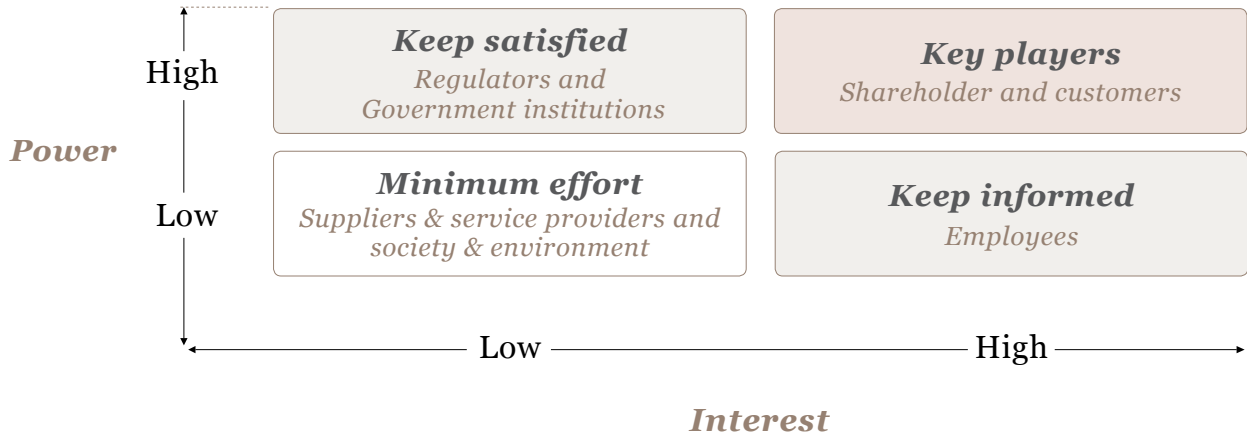 Keep satisfied
Regulators and
Government institutions
Key players
Shareholder and customers
High
Power
Minimum effort
Suppliers & service providers and
society & environment
Keep informed
Employees
Low
Low
High
Interest